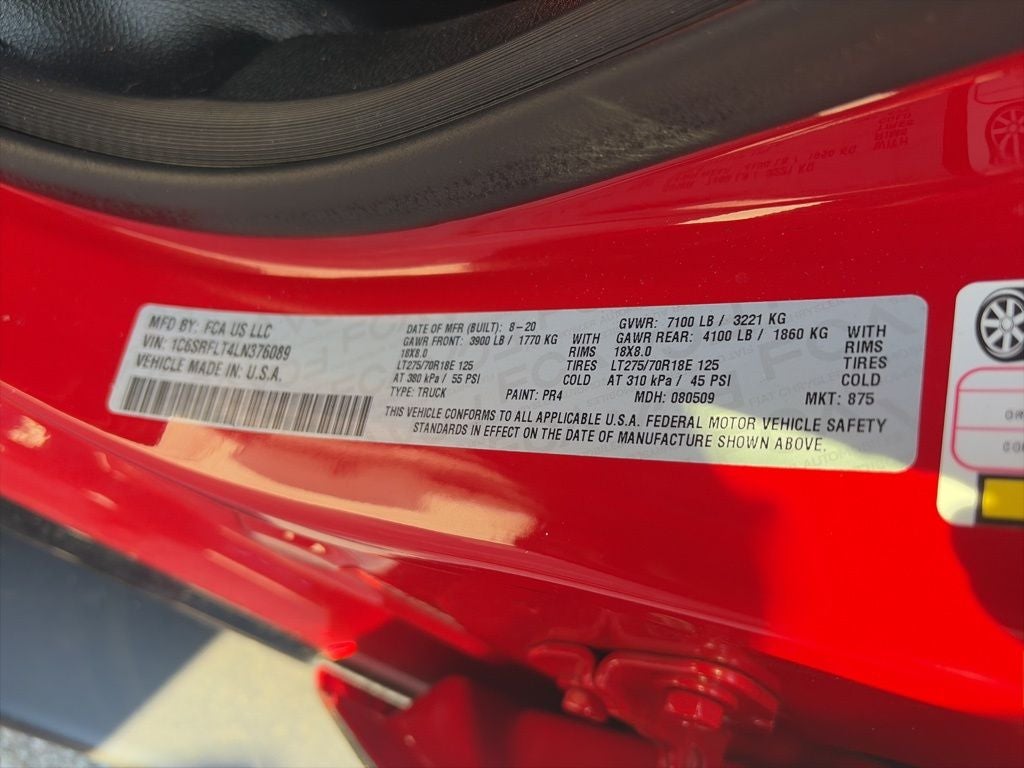 MFD BY: FCA US LLC
VIN: 1C6SRFLT4LN376089
VEHICLE MADE IN: U.S.A.
DATE OF MFR (BUILT): 8-20 GVWR: 7100 LB / 3221 KG
GAWR FRONT: 3900 LB / 1770 KG WITH GAWR REAR: 4100 LB / 1860 KG WITH
18X8.0 RIMS 18X8.0 RIMS
LT275/70R18E 125 TIRES LT275/70R18E 125 TIRES
AT 380 kPa / 55 PSI COLD AT 310 kPa / 45 PSI COLD
TYPE: TRUCK PAINT: PR4 MDH: 080509 MKT: 875
THIS VEHICLE CONFORMS TO ALL APPLICABLE U.S.A. FEDERAL MOTOR VEHICLE SAFETY
STANDARDS IN EFFECT ON THE DATE OF MANUFACTURE SHOWN ABOVE.